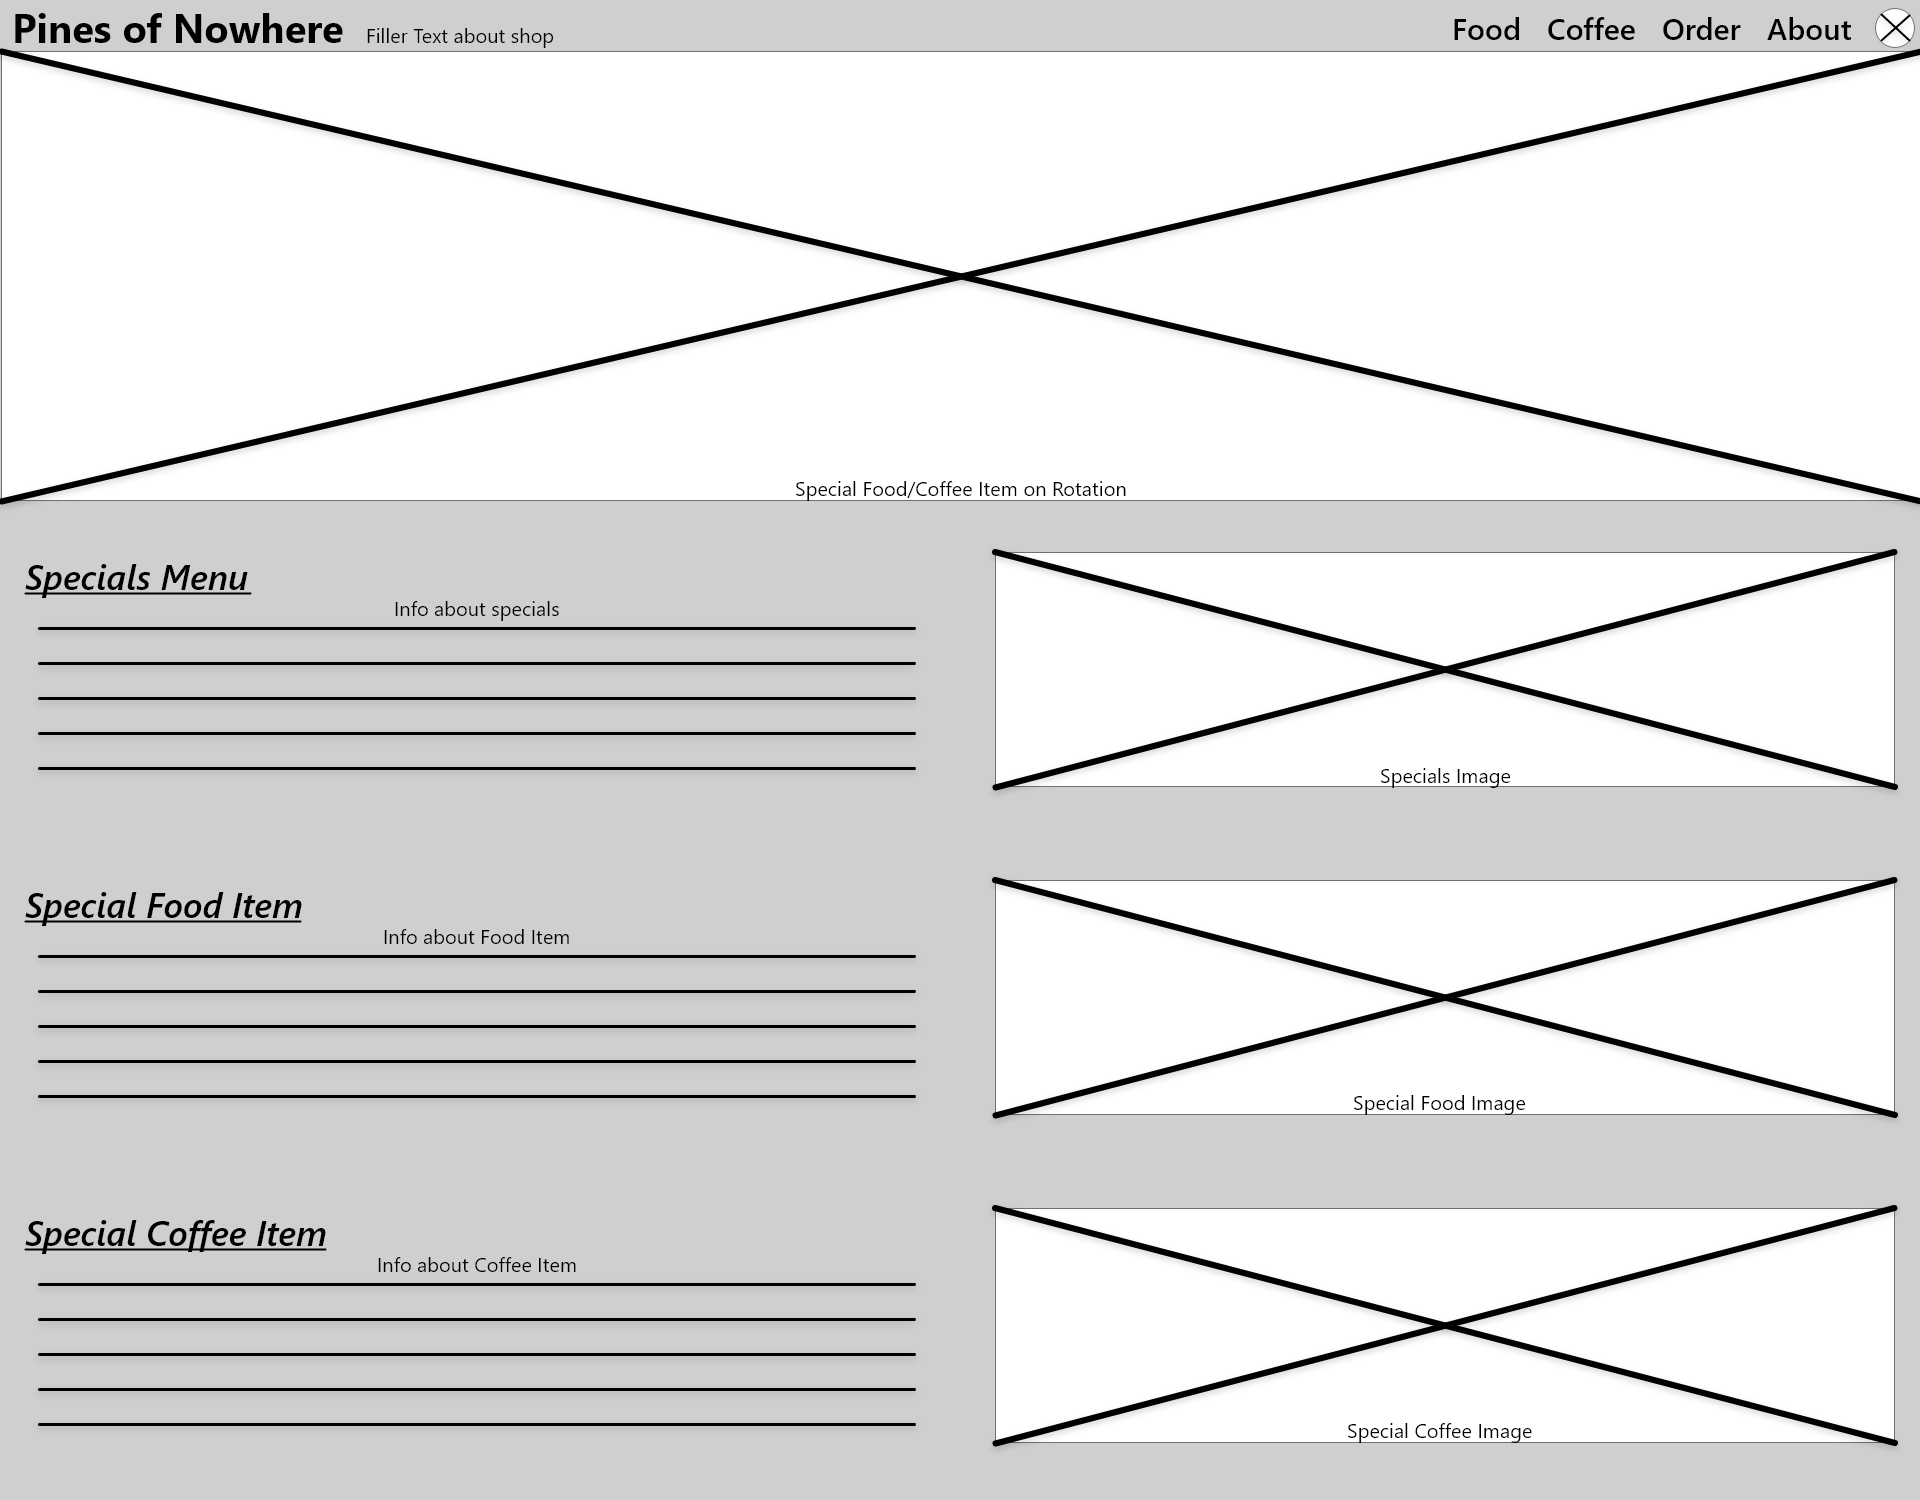 Pines of Nowhere Filler Text about shop Food Coffee Order About
Special Food/Coffee Item on Rotation
Specials Menu
Info about specials
Specials Image
Special Food Item
Info about Food Item
Special Food Image
Special Coffee Item
Info about Coffee Item
Special Coffee Image